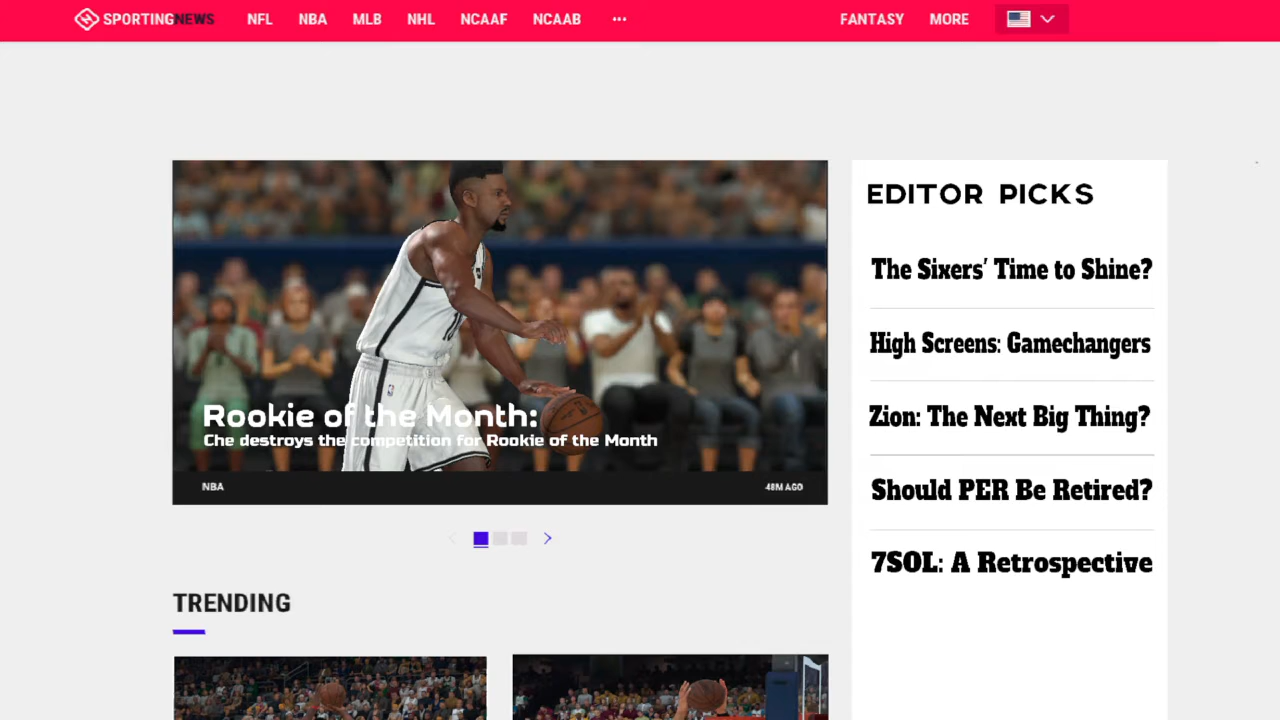 SPORTINGNEWS NFL NBA MLB NHL NCAAF NCAAB ••• FANTASY MORE
Rookie of the Month:
Che destroys the competition for Rookie of the Month
NBA 48M AGO
TRENDING
EDITOR PICKS
The Sixers' Time to Shine?
High Screens: Gamechangers
Zion: The Next Big Thing?
Should PER Be Retired?
7SOL: A Retrospective